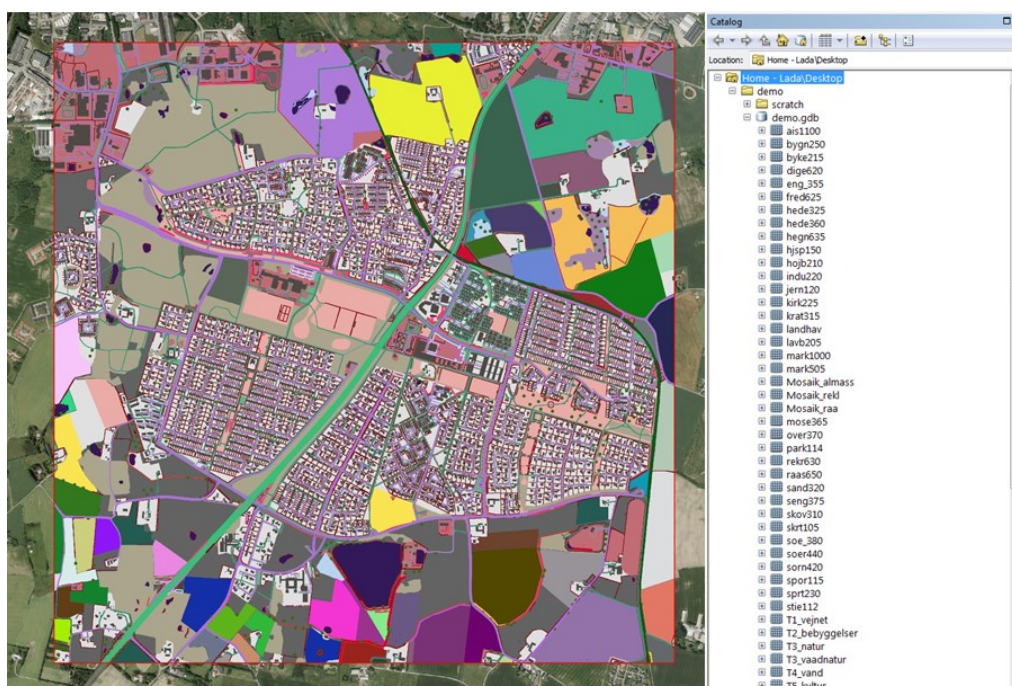 Catalog
Location: Home - Lada\Desktop
Home - Lada\Desktop
demo
scratch
demo.gdb
ais1100
bygn250
byke215
dige620
eng_355
fred625
hede325
hede360
hegn635
hjsp150
hojb210
indu220
jern120
kirk225
krat315
landhav
lavb205
mark1000
mark505
Mosaik_almass
Mosaik_rekl
Mosaik_raa
mose365
over370
park114
rekr630
raas650
sand320
seng375
skov310
skrt105
soe_380
soer440
sorn420
spor115
sprt230
stie112
T1_vejnet
T2_bebyggelser
T3_natur
T3_vaadnatur
T4_vand
T5_kultur